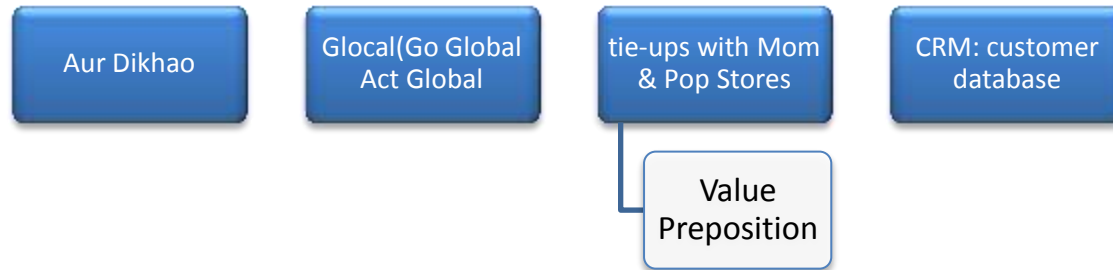 Aur Dikhao
Glocal(Go Global
Act Global
tie-ups with Mom
& Pop Stores
CRM: customer
database
Value
Preposition